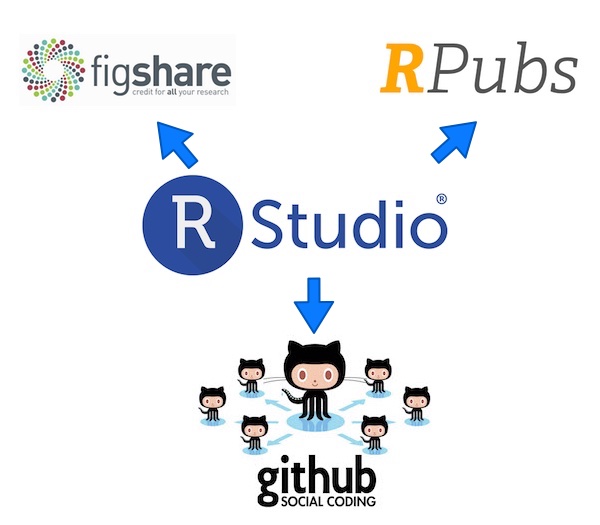 figshare
credit for all your research
RPubs
R Studio®
github
SOCIAL CODING